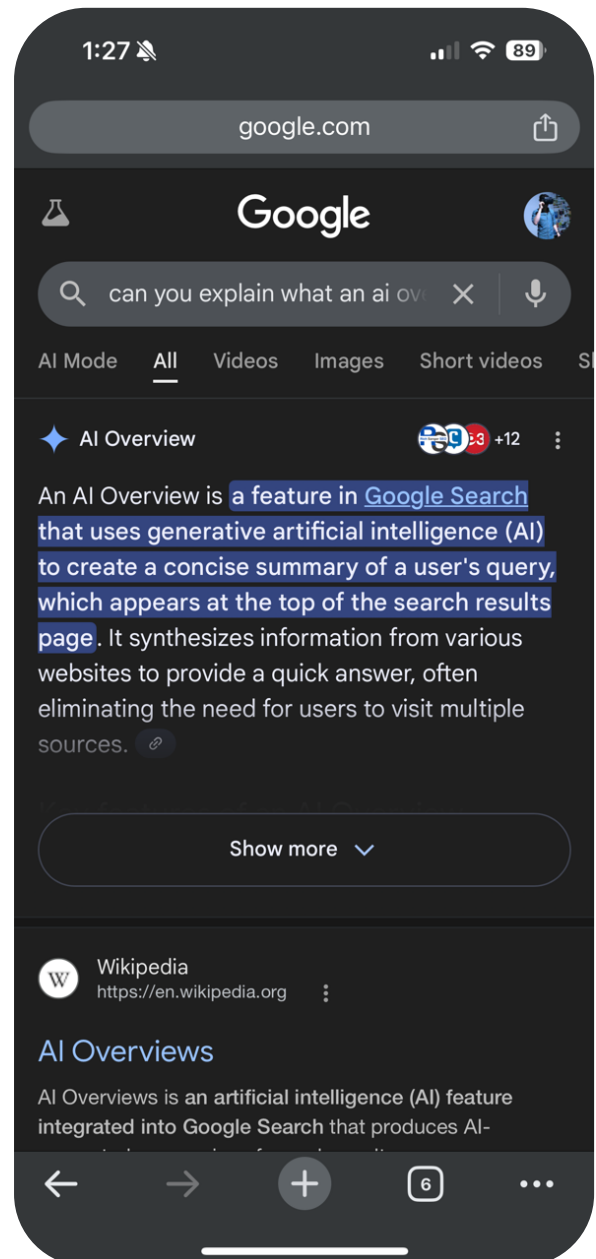 1:27
89
google.com
Google
can you explain what an ai ov
AI Mode All Videos Images Short videos
AI Overview +12
An AI Overview is a feature in Google Search
that uses generative artificial intelligence (AI)
to create a concise summary of a user's query,
which appears at the top of the search results
page. It synthesizes information from various
websites to provide a quick answer, often
eliminating the need for users to visit multiple
sources.
Show more
W
Wikipedia
https://en.wikipedia.org
AI Overviews
AI Overviews is an artificial intelligence (AI) feature
integrated into Google Search that produces AI-
6